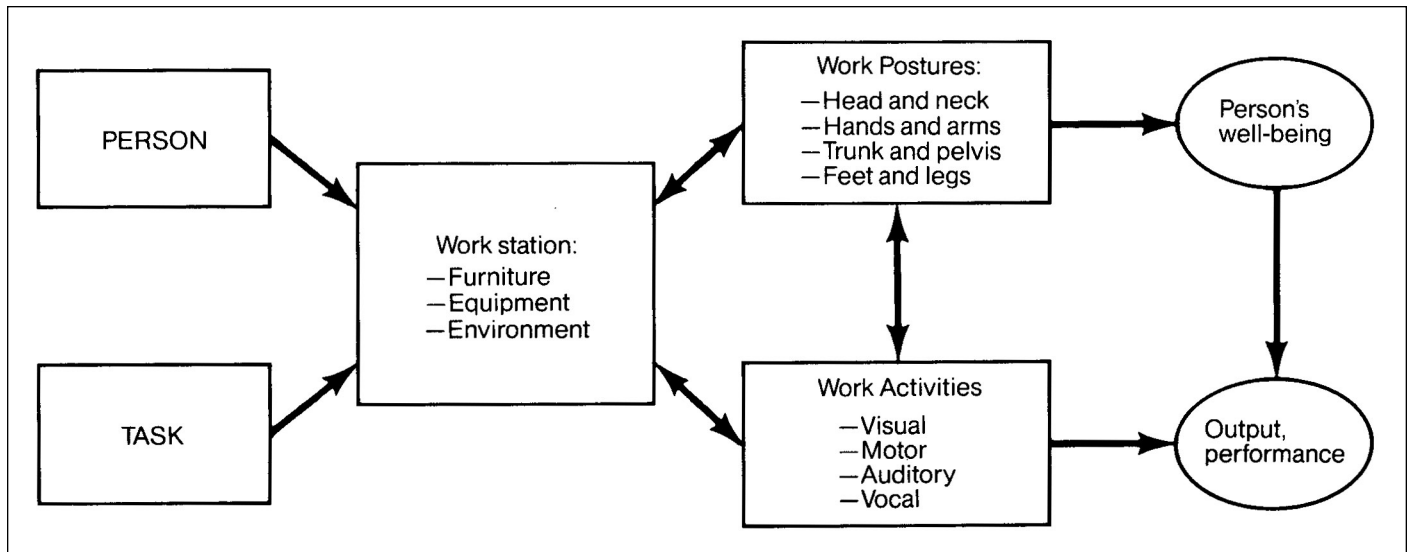 PERSON
TASK
Work station:
—Furniture
—Equipment
—Environment
Work Postures:
—Head and neck
—Hands and arms
—Trunk and pelvis
—Feet and legs
Work Activities
—Visual
—Motor
—Auditory
—Vocal
Person's
well-being
Output,
performance